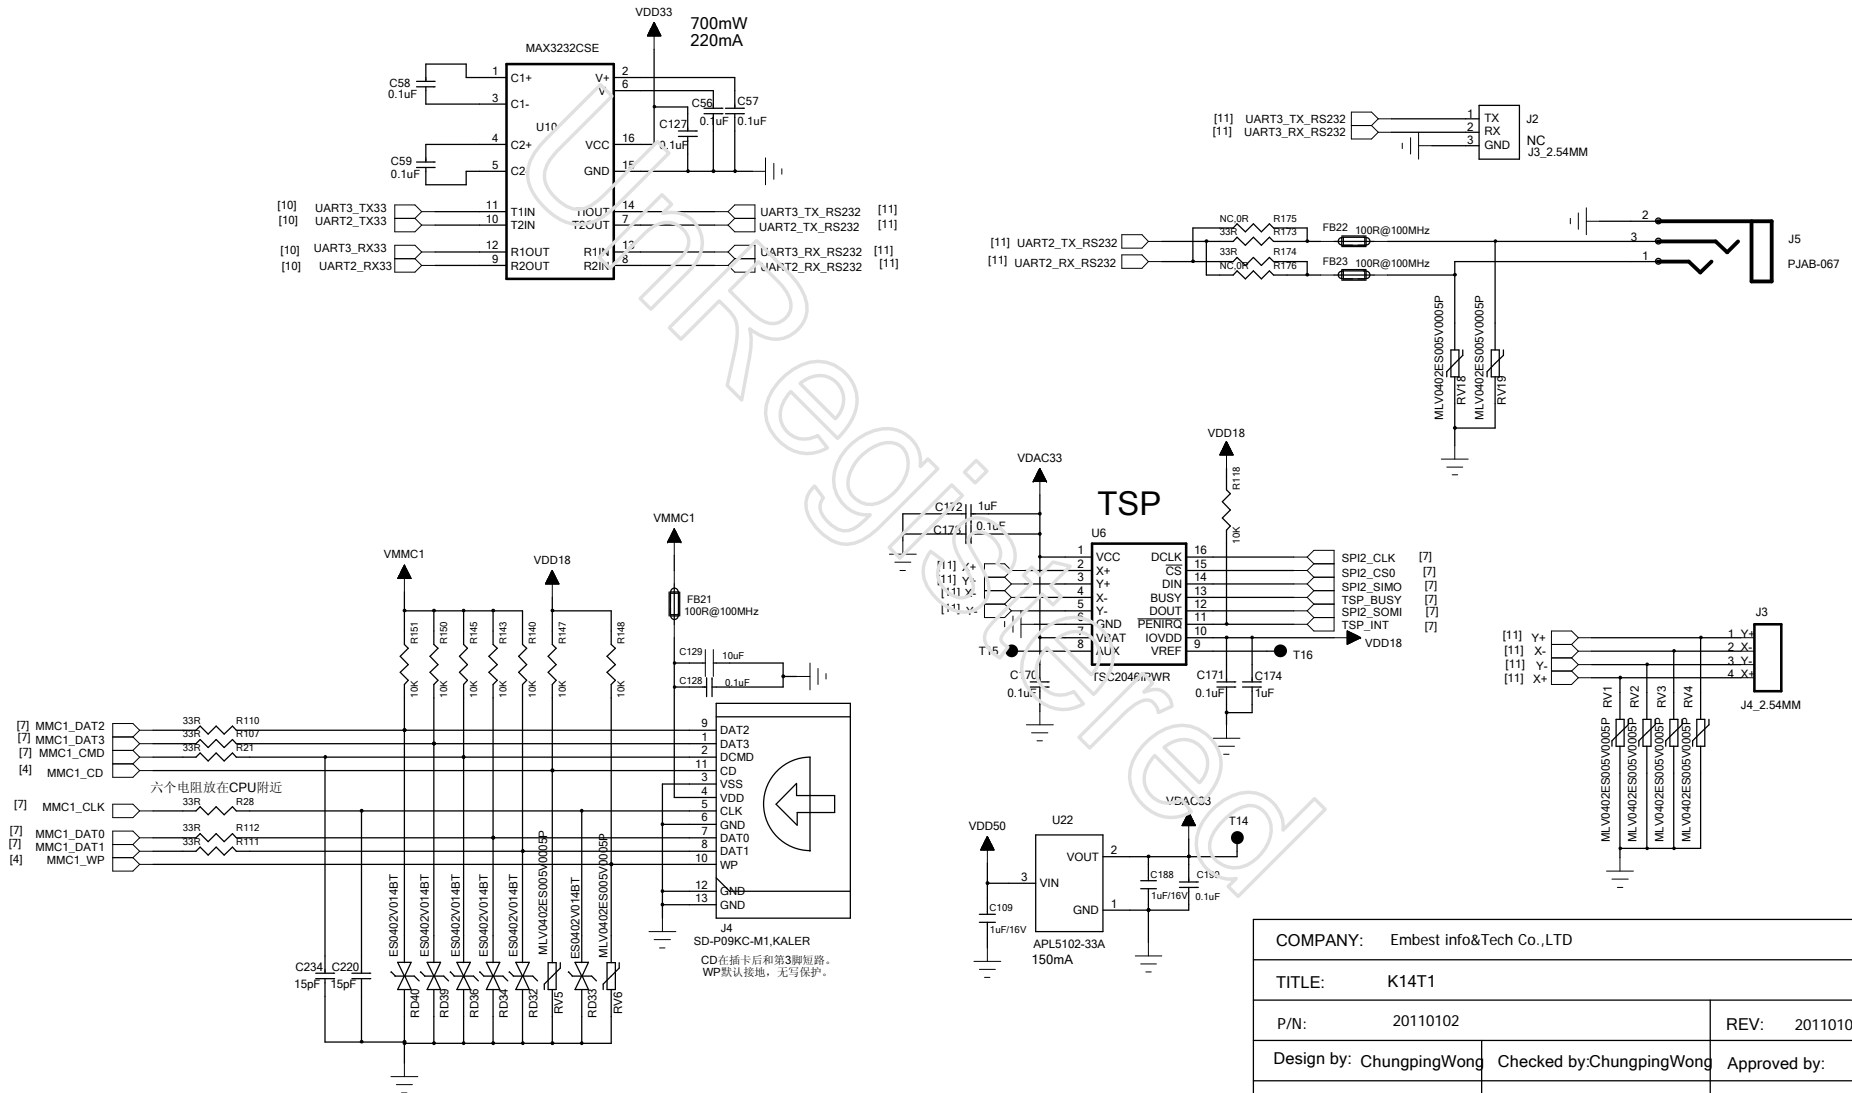 VDD33
700mW
220mA
MAX3232CSE
C58
0.1uF
1 C1+
3 C1-
V+ 2
V 6
C56
0.1uF
C57
0.1uF
C127
0.1uF
U10
C59
0.1uF
4 C2+
5 C2
VCC 16
GND 15
[10] UART3_TX33 11 T1IN
[10] UART2_TX33 10 T2IN
[10] UART3_RX33 12 R1OUT
[10] UART2_RX33 9 R2OUT
T1OUT 14 UART3_TX_RS232 [11]
T2OUT 7 UART2_TX_RS232 [11]
R1IN 13 UART3_RX_RS232 [11]
R2IN 8 UART2_RX_RS232 [11]
[11] UART3_TX_RS232 1 TX
[11] UART3_RX_RS232 2 RX
3 GND
J2
NC
J3_2.54MM
[11] UART2_TX_RS232
[11] UART2_RX_RS232
NC,0R R175
33R R173
33R R174
NC,0R R176
FB22 100R@100MHz
FB23 100R@100MHz
2
3
1
J5
PJAB-067
MLV0402ES005V0005P RV18
MLV0402ES005V0005P RV19
VDAC33
VDD18
R118
10K
TSP
C172 1uF
C173 0.1uF
U6
1 VCC
[11] X+ 2 X+
[11] Y+ 3 Y+
[11] X- 4 X-
[11] Y- 5 Y-
6 GND
7 VBAT
8 AUX
T15
DCLK 16 SPI2_CLK [7]
CS 15 SPI2_CS0 [7]
DIN 14 SPI2_SIMO [7]
BUSY 13 TSP_BUSY [7]
DOUT 12 SPI2_SOMI [7]
PENIRQ 11 TSP_INT [7]
IOVDD 10 VDD18
VREF 9 T16
TSC2046IPWR
C170
0.1uF
C171
0.1uF
C174
1uF
[11] Y+ 1 Y+
[11] X- 2 X-
[11] Y- 3 Y-
[11] X+ 4 X+
J3
J4_2.54MM
MLV0402ES005V0005P RV1
MLV0402ES005V0005P RV2
MLV0402ES005V0005P RV3
MLV0402ES005V0005P RV4
VMMC1
VDD18
VMMC1
FB21
100R@100MHz
R151 10K
R150 10K
R145 10K
R143 10K
R140 10K
R147 10K
R148 10K
C129 10uF
C128 0.1uF
[7] MMC1_DAT2 33R R110 9 DAT2
[7] MMC1_DAT3 33R R107 1 DAT3
[7] MMC1_CMD 33R R21 2 DCMD
[4] MMC1_CD 11 CD
3 VSS
六个电阻放在CPU附近
4 VDD
[7] MMC1_CLK 33R R28 5 CLK
6 GND
[7] MMC1_DAT0 33R R112 7 DAT0
[7] MMC1_DAT1 33R R111 8 DAT1
[4] MMC1_WP 10 WP
12 GND
13 GND
J4
SD-P09KC-M1,KALER
CD在插卡后和第3脚短路。
WP默认接地，无写保护。
C234
15pF
C220
15pF
ES0402V014BT RD40
ES0402V014BT RD39
ES0402V014BT RD36
ES0402V014BT RD34
ES0402V014BT RD32
MLV0402ES005V0005P RV5
ES0402V014BT RD33
MLV0402ES005V0005P RV6
VDD50
U22
VDAC33
T14
VOUT 2
3 VIN
GND 1
C109
1uF/16V
C188
1uF/16V
0.1uF
APL5102-33A
150mA
UnRegistered
COMPANY: Embest info&Tech Co.,LTD
TITLE: K14T1
P/N: 20110102
REV: 2011010
Design by: ChungpingWong
Checked by:ChungpingWong
Approved by: